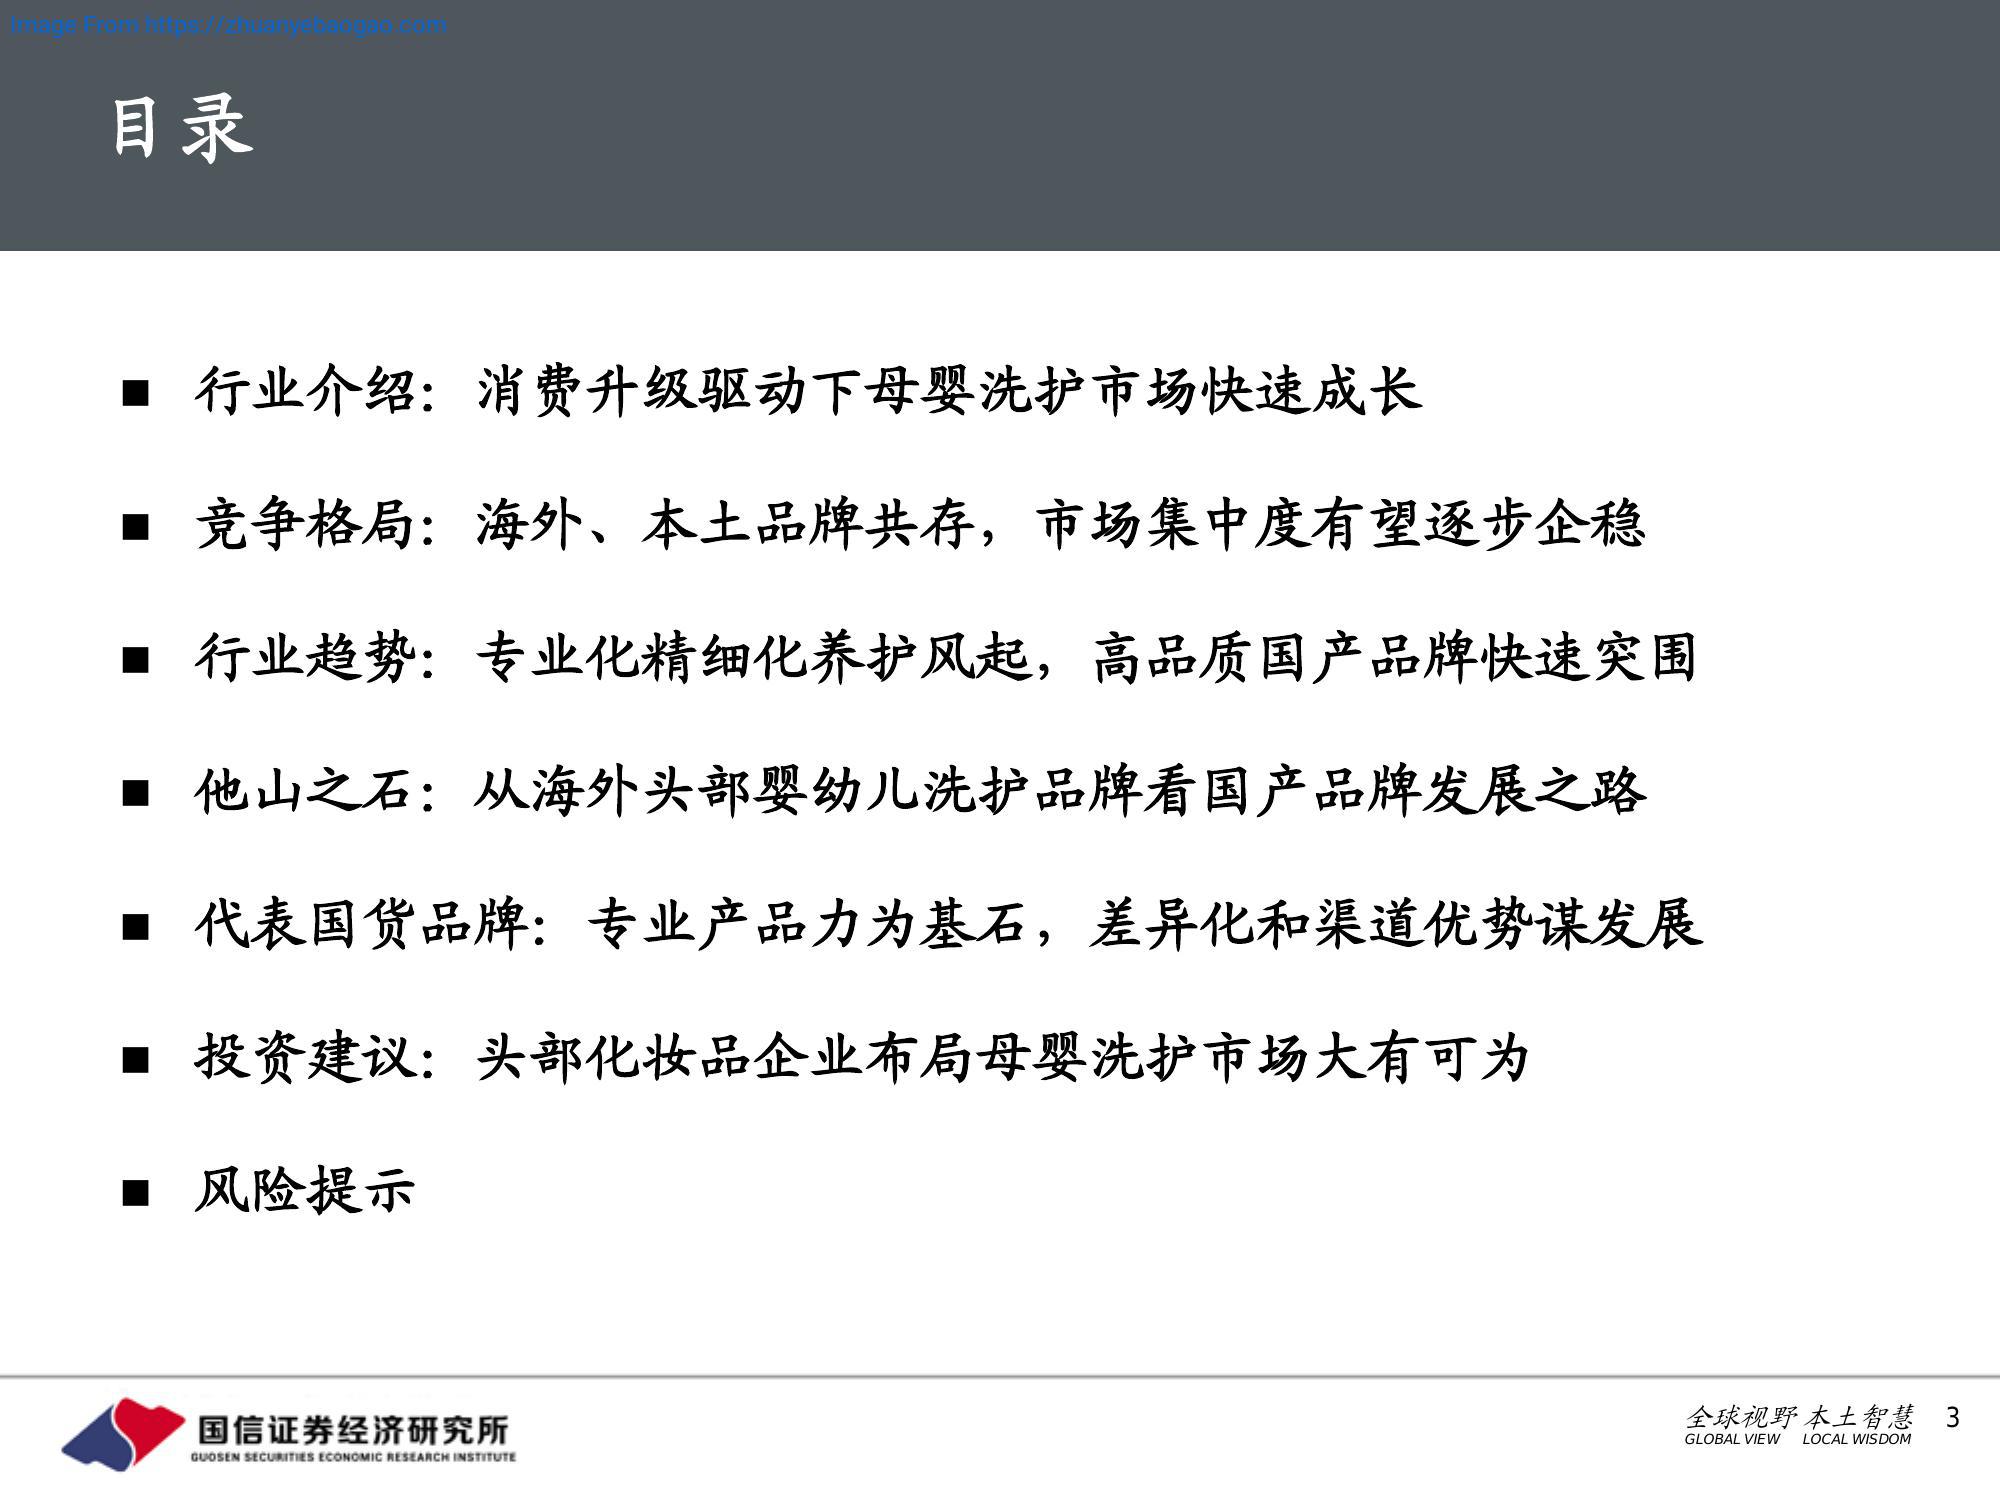 Image From https://zhuanyebaogao.com
目录
■ 行业介绍：消费升级驱动下母婴洗护市场快速成长
■ 竞争格局：海外、本土品牌共存，市场集中度有望逐步企稳
■ 行业趋势：专业化精细化养护风起，高品质国产品牌快速突围
■ 他山之石：从海外头部婴幼儿洗护品牌看国产品牌发展之路
■ 代表国货品牌：专业产品力为基石，差异化和渠道优势谋发展
■ 投资建议：头部化妆品企业布局母婴洗护市场大有可为
■ 风险提示
国信证券经济研究所
GUOSEN SECURITIES ECONOMIC RESEARCH INSTITUTE
全球视野 本土智慧 3
GLOBAL VIEW LOCAL WISDOM